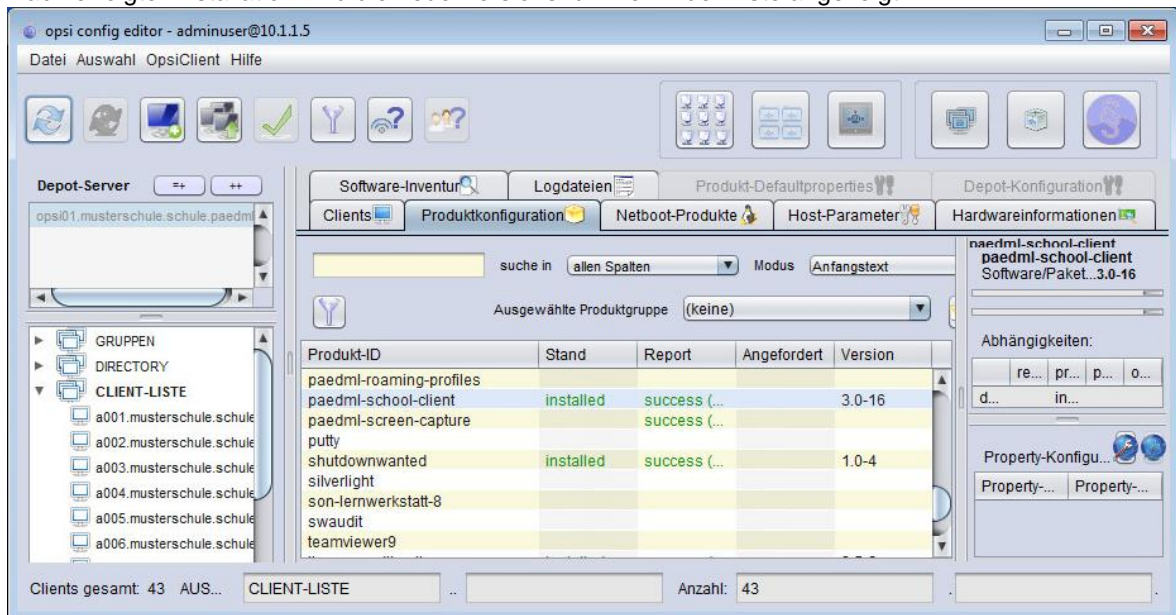 opsi config editor - adminuser@10.1.1.5
Datei Auswahl OpsiClient Hilfe
Depot-Server =+ ++
opsi01.musterschule.schule.paedml
GRUPPEN
DIRECTORY
CLIENT-LISTE
a001.musterschule.schule
a002.musterschule.schule
a003.musterschule.schule
a004.musterschule.schule
a005.musterschule.schule
a006.musterschule.schule
Software-Inventur Logdateien Produkt-Defaultproperties Depot-Konfiguration
Clients Produktkonfiguration Netboot-Produkte Host-Parameter Hardwareinformationen
suche in allen Spalten Modus Anfangstext
Ausgewählte Produktgruppe (keine)
Produkt-ID Stand Report Angefordert Version
paedml-roaming-profiles
paedml-school-client installed success (... 3.0-16
paedml-screen-capture success (...
putty
shutdownwanted installed success (... 1.0-4
silverlight
son-lernwerkstatt-8
swaudit
teamviewer9
paedml-school-client
paedml-school-client
Software/Paket...3.0-16
Abhängigkeiten:
re... pr... p... o...
d... in...
Property-Konfigu...
Property-... Property-...
Clients gesamt: 43 AUS... CLIENT-LISTE .. Anzahl: 43 . .